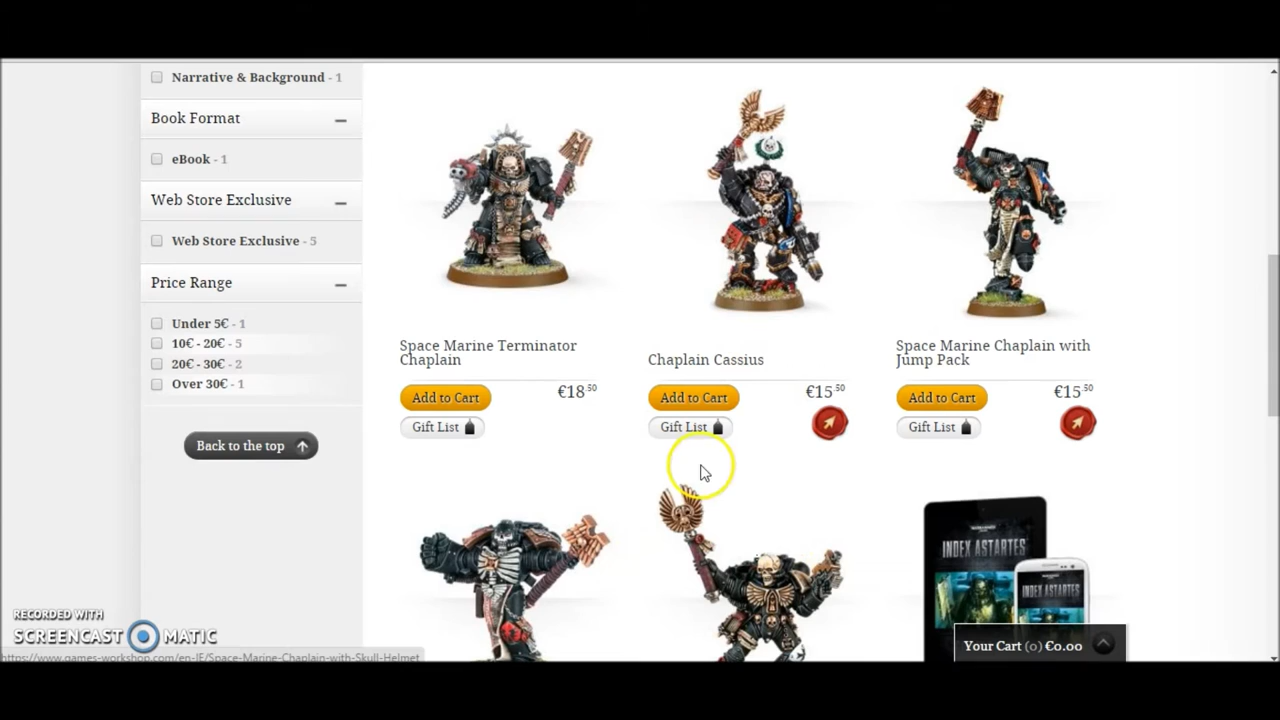 Narrative & Background - 1
Book Format
eBook - 1
Web Store Exclusive
Web Store Exclusive - 5
Price Range
Under 5€ - 1
10€ - 20€ - 5
20€ - 30€ - 2
Over 30€ - 1
Back to the top
Space Marine Terminator
Chaplain
€18.50
Add to Cart
Gift List
Chaplain Cassius
€15.50
Add to Cart
Gift List
Space Marine Chaplain with
Jump Pack
€15.50
Add to Cart
Gift List
INDEX ASTARTES
INDEX ASTARTES
Your Cart (0) €0.00
RECORDED WITH
SCREENCAST MATIC
https://www.games-workshop.com/en-IE/Space-Marine-Chaplain-with-Skull-Helmet